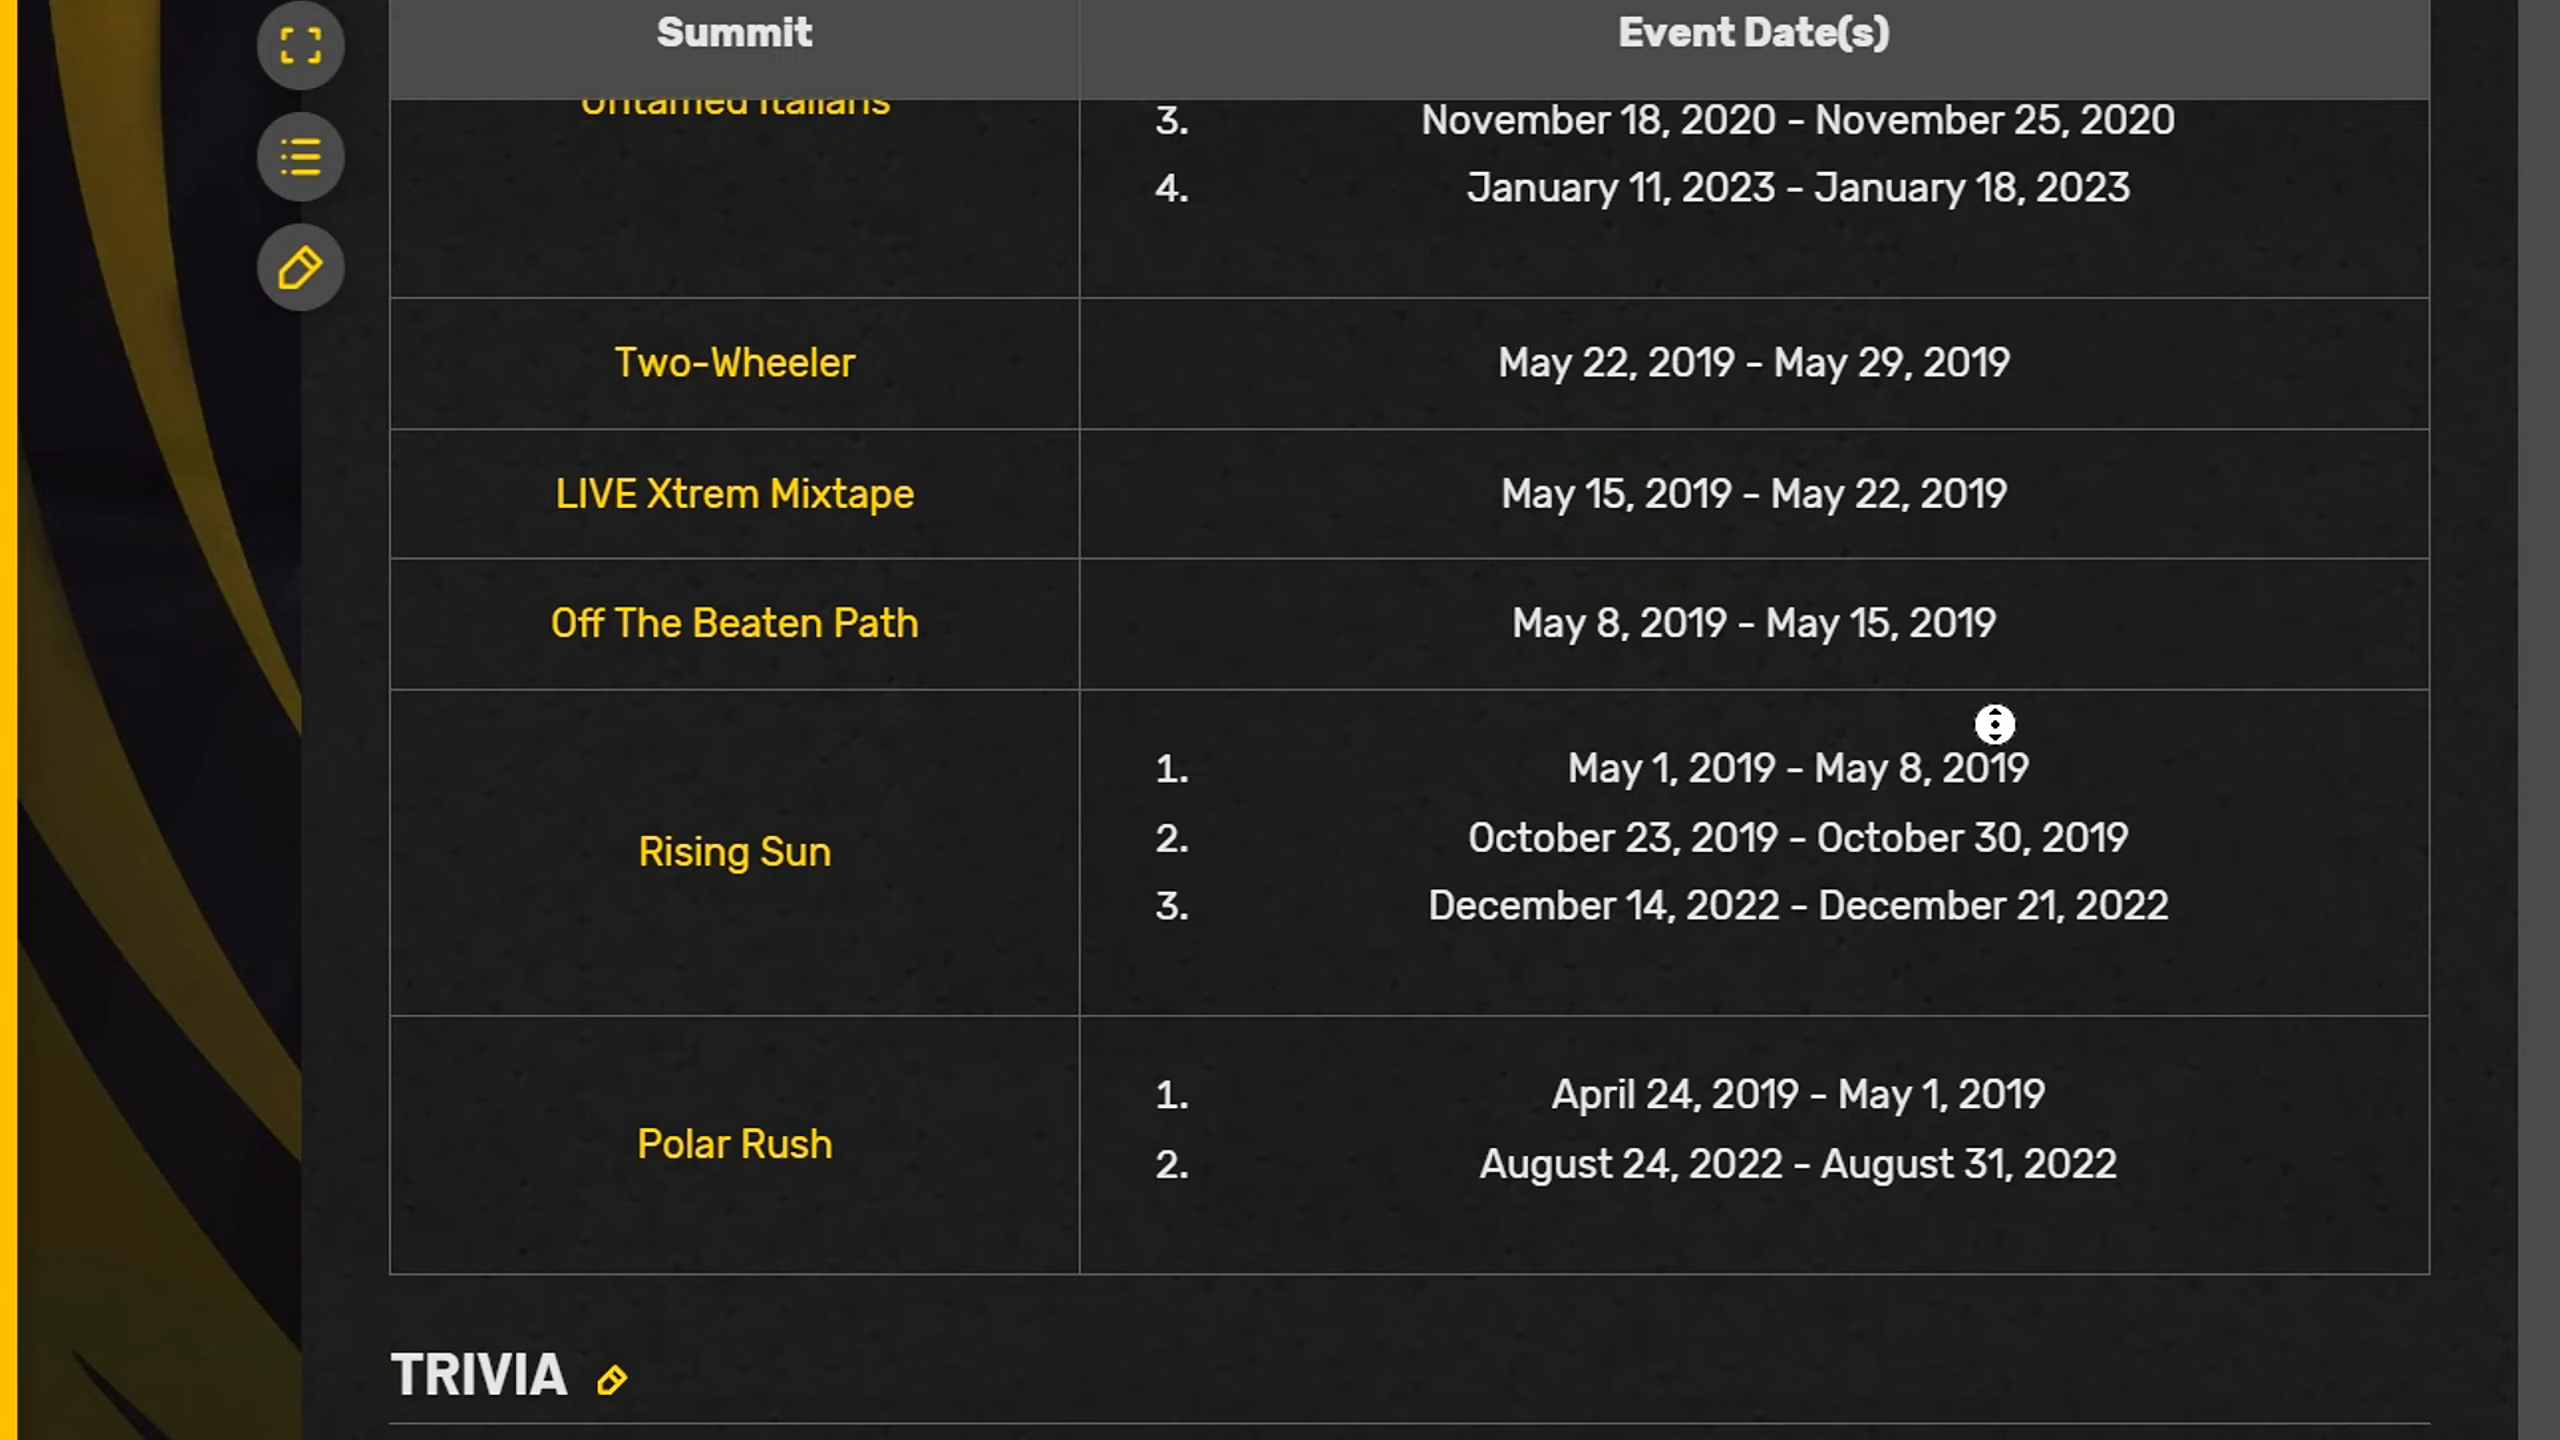 Summit
Event Date(s)
Untamed Italians
3. November 18, 2020 - November 25, 2020
4. January 11, 2023 - January 18, 2023
Two-Wheeler
May 22, 2019 - May 29, 2019
LIVE Xtrem Mixtape
May 15, 2019 - May 22, 2019
Off The Beaten Path
May 8, 2019 - May 15, 2019
Rising Sun
1. May 1, 2019 - May 8, 2019
2. October 23, 2019 - October 30, 2019
3. December 14, 2022 - December 21, 2022
Polar Rush
1. April 24, 2019 - May 1, 2019
2. August 24, 2022 - August 31, 2022
TRIVIA